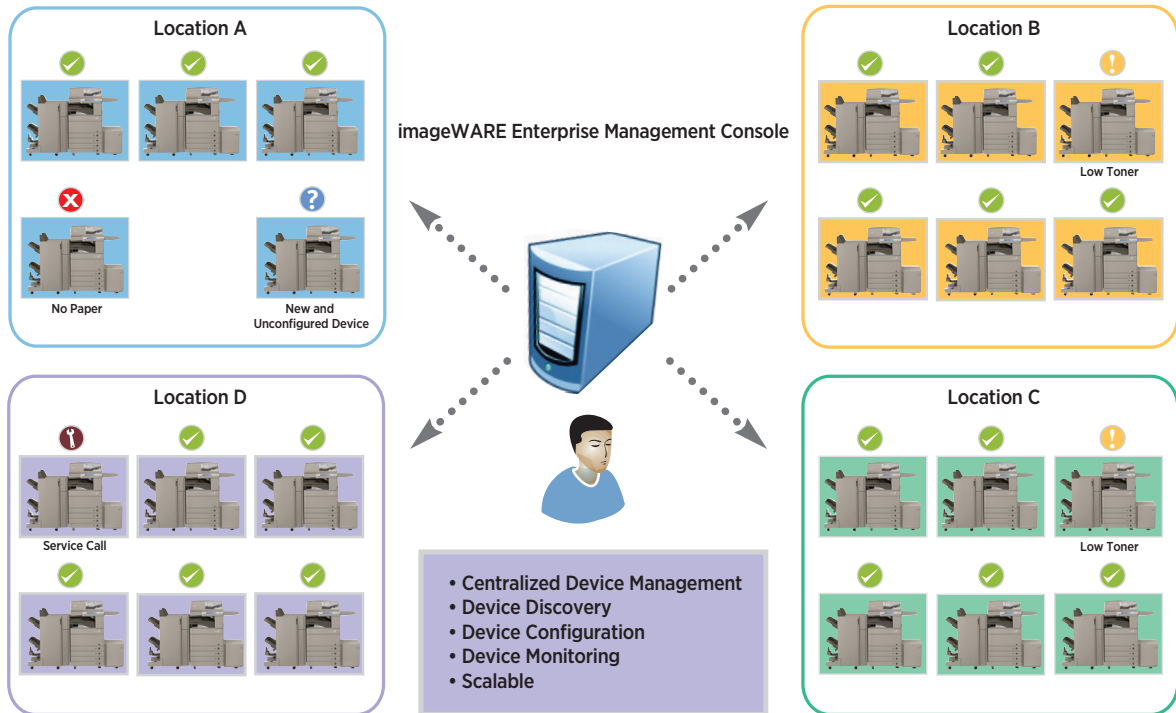 Location A
No Paper
New and
Unconfigured Device
imageWARE Enterprise Management Console
Location B
Low Toner
Location D
Service Call
• Centralized Device Management
• Device Discovery
• Device Configuration
• Device Monitoring
• Scalable
Location C
Low Toner